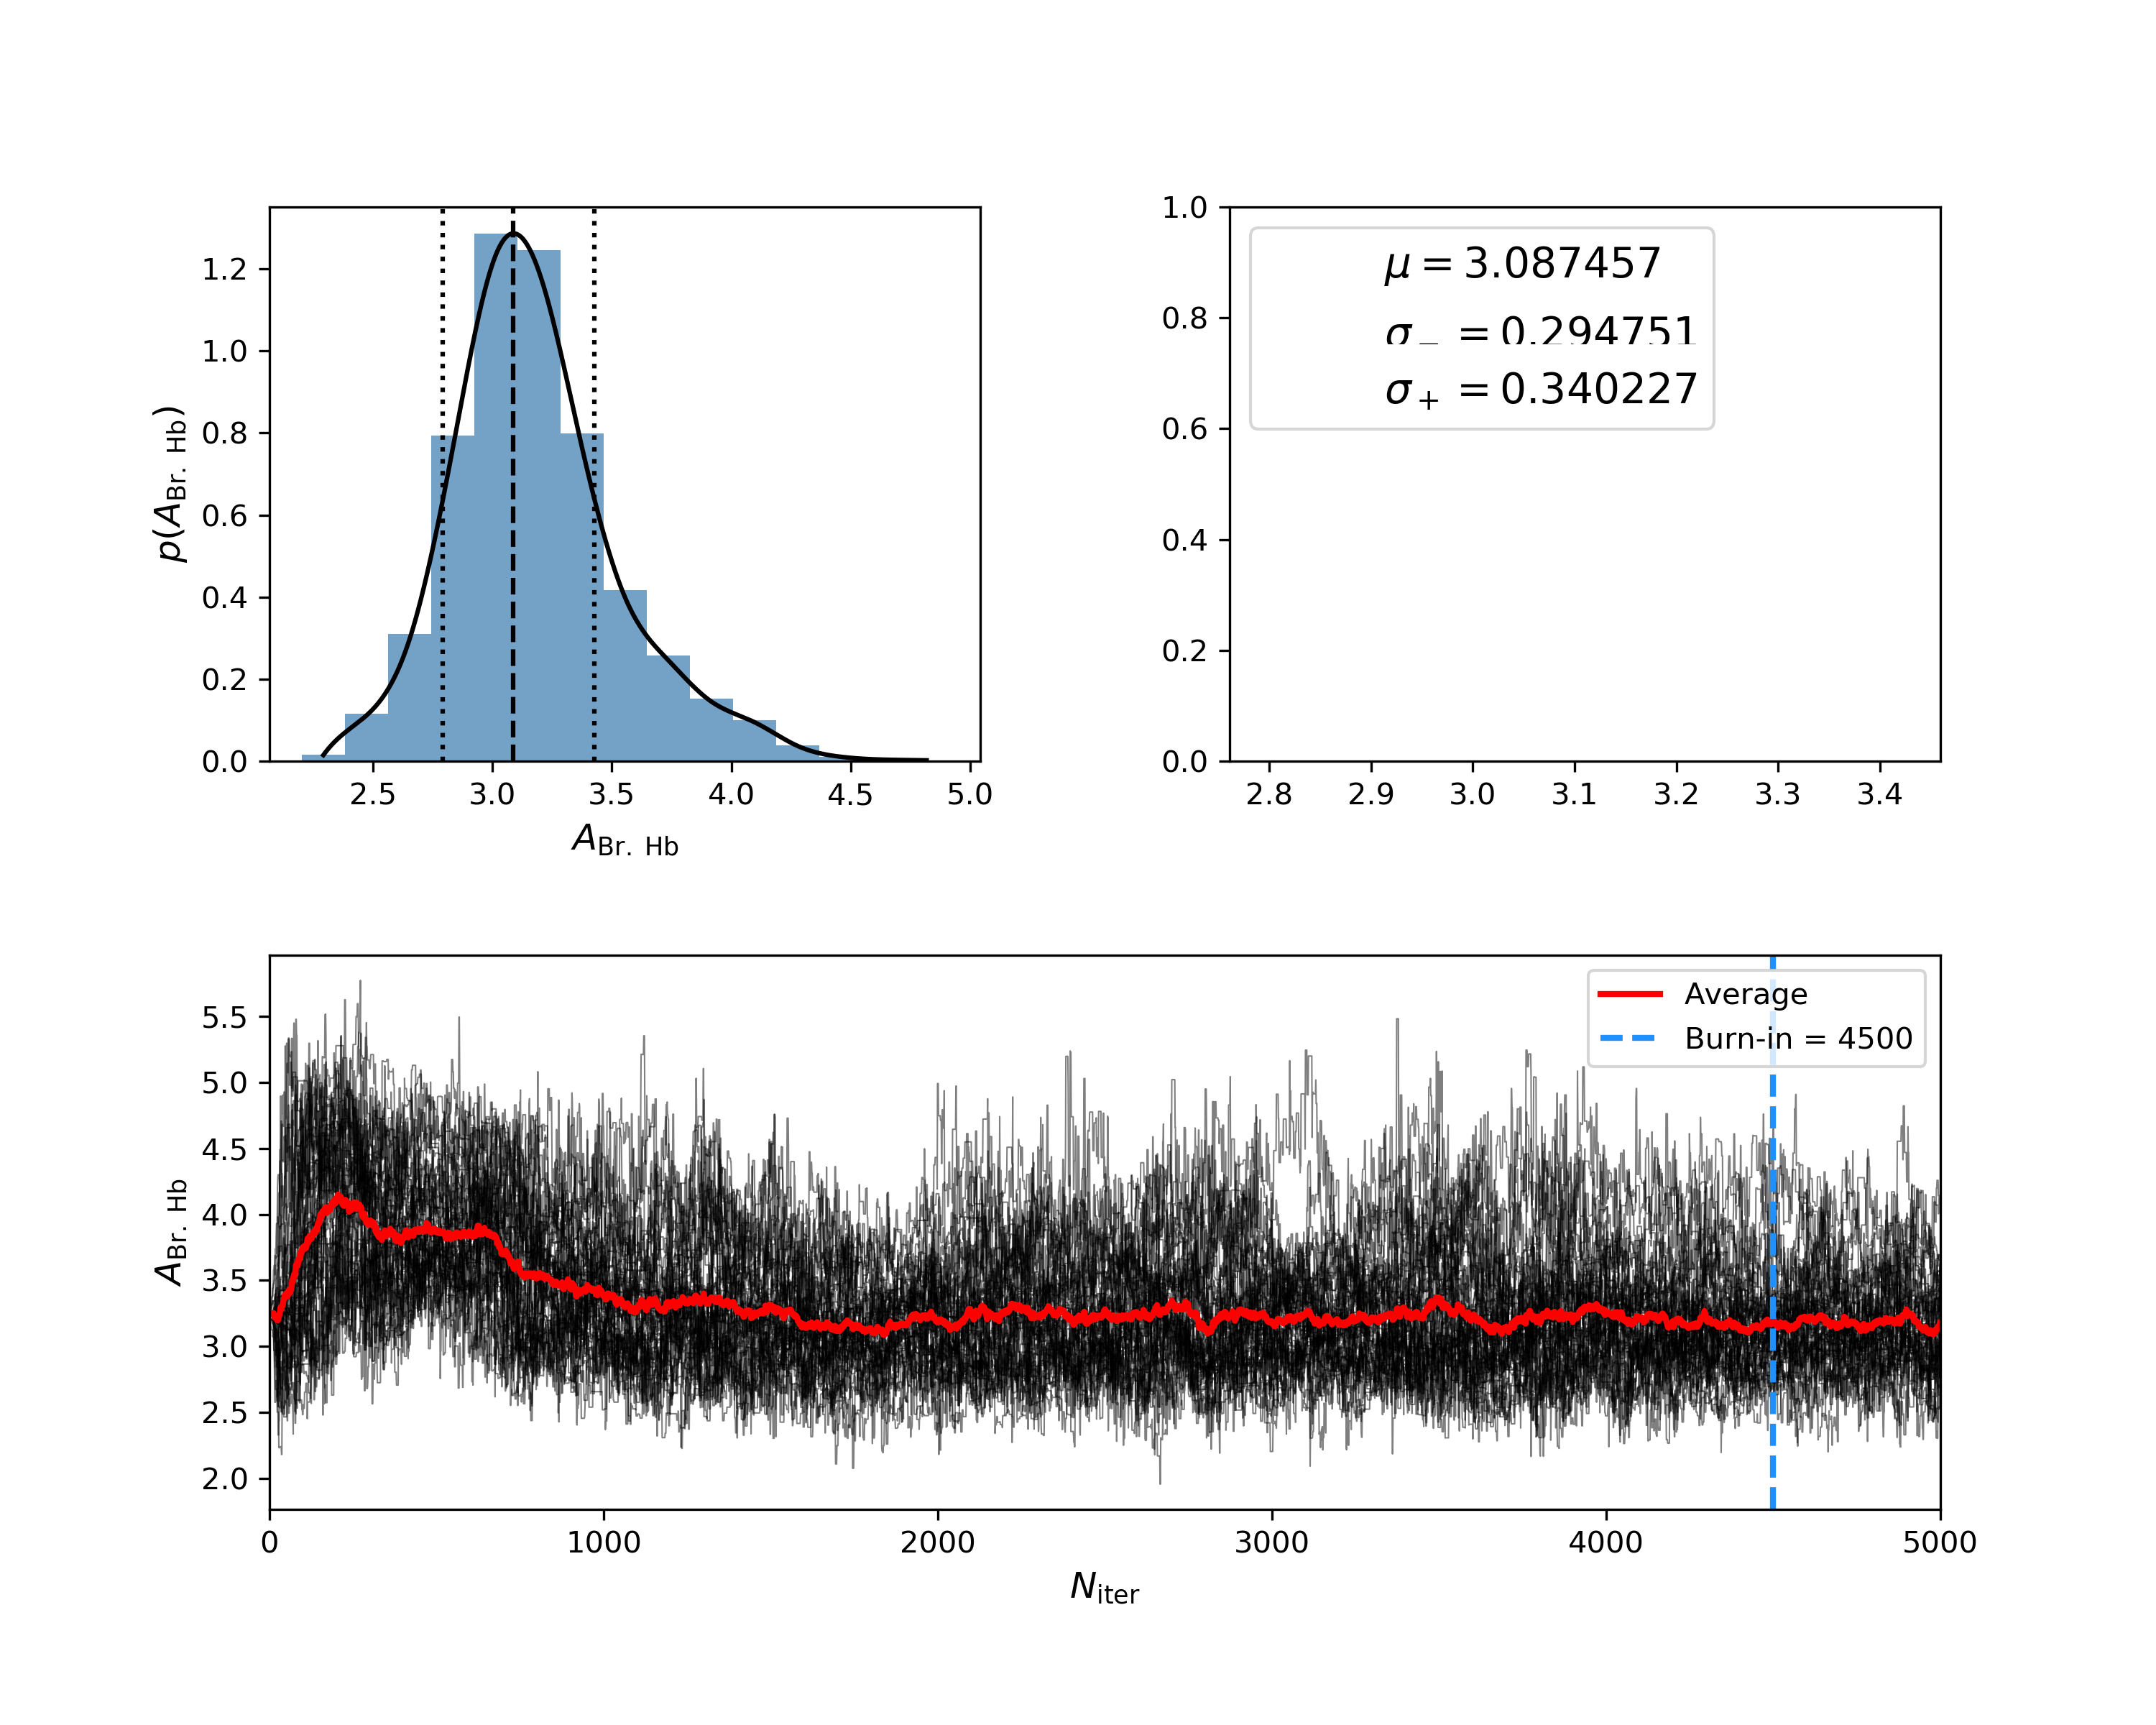 p(A_Br. Hb)
1.2
1.0
0.8
0.6
0.4
0.2
0.0
2.5 3.0 3.5 4.0 4.5 5.0
A_Br. Hb
1.0
0.8
0.6
0.4
0.2
0.0
μ = 3.087457
σ_− = 0.294751
σ_+ = 0.340227
2.8 2.9 3.0 3.1 3.2 3.3 3.4
A_Br. Hb
5.5
5.0
4.5
4.0
3.5
3.0
2.5
2.0
Average
Burn-in = 4500
0 1000 2000 3000 4000 5000
N_iter